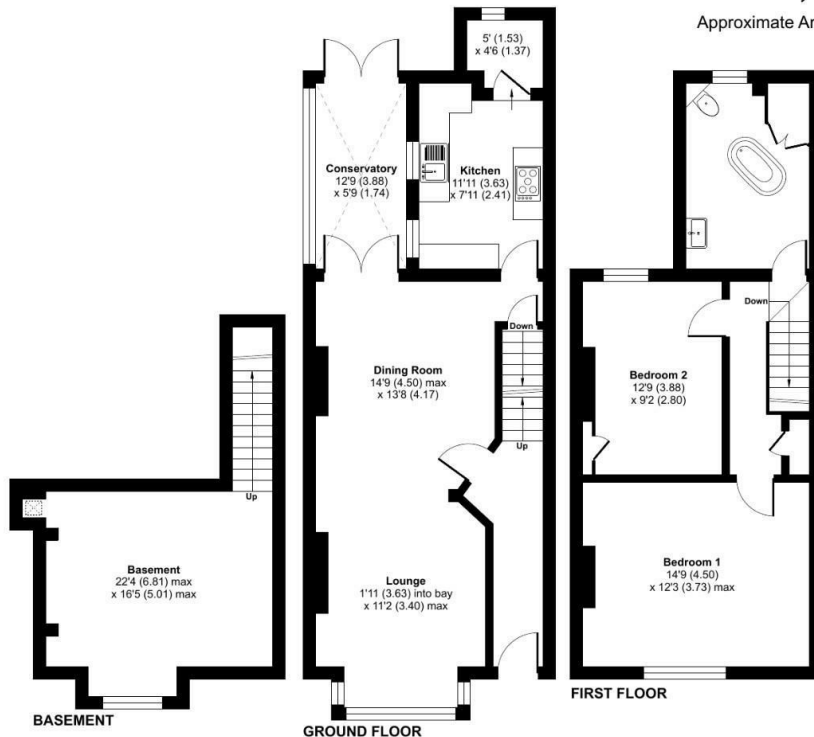 Approximate Ar
5' (1.53)
x 4'6 (1.37)
Conservatory
12'9 (3.88)
x 5'9 (1.74)
Kitchen
11'11 (3.63)
x 7'11 (2.41)
Down
Dining Room
14'9 (4.50) max
x 13'8 (4.17)
Up
Lounge
1'11 (3.63) into bay
x 11'2 (3.40) max
GROUND FLOOR
Up
Basement
22'4 (6.81) max
x 16'5 (5.01) max
BASEMENT
Down
Bedroom 2
12'9 (3.88)
x 9'2 (2.80)
Bedroom 1
14'9 (4.50)
x 12'3 (3.73) max
FIRST FLOOR